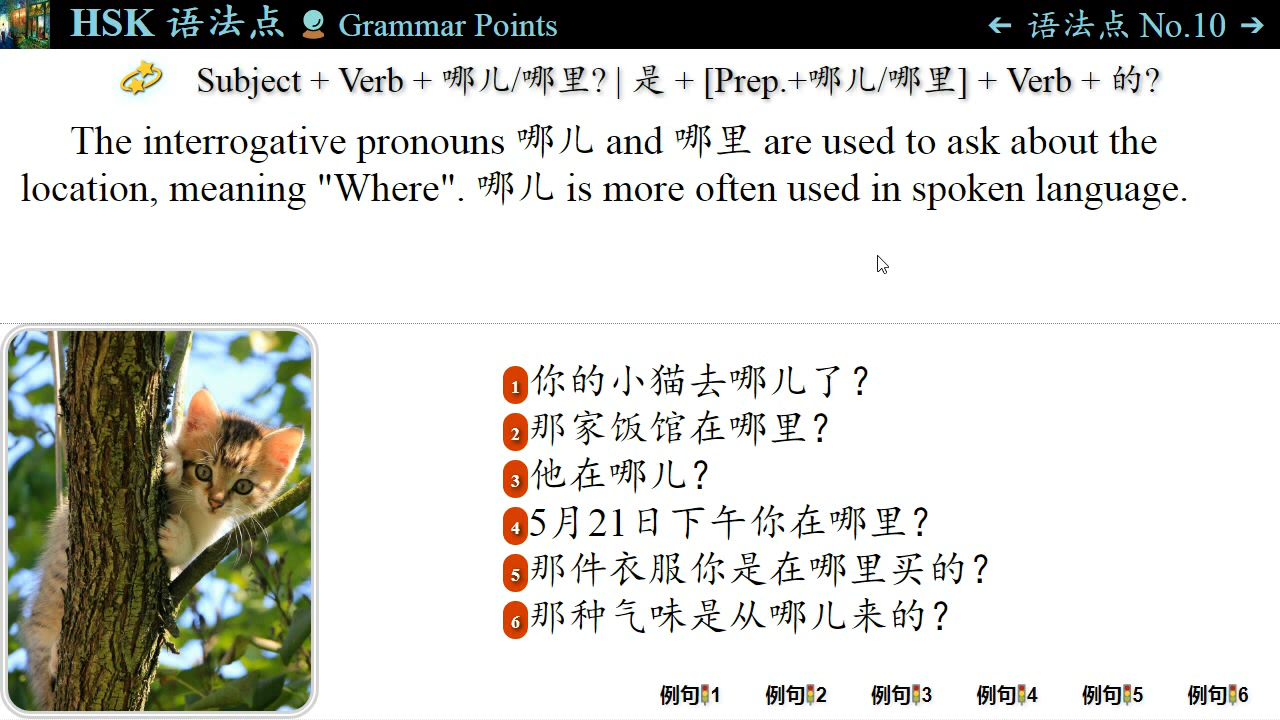 HSK 语法点 Grammar Points
← 语法点 No.10 →
Subject + Verb + 哪儿/哪里? | 是 + [Prep.+哪儿/哪里] + Verb + 的?
The interrogative pronouns 哪儿 and 哪里 are used to ask about the
location, meaning "Where". 哪儿 is more often used in spoken language.
1 你的小猫去哪儿了?
2 那家饭馆在哪里?
3 他在哪儿?
4 5月21日下午你在哪里?
5 那件衣服你是在哪里买的?
6 那种气味是从哪儿来的?
例句1 例句2 例句3 例句4 例句5 例句6